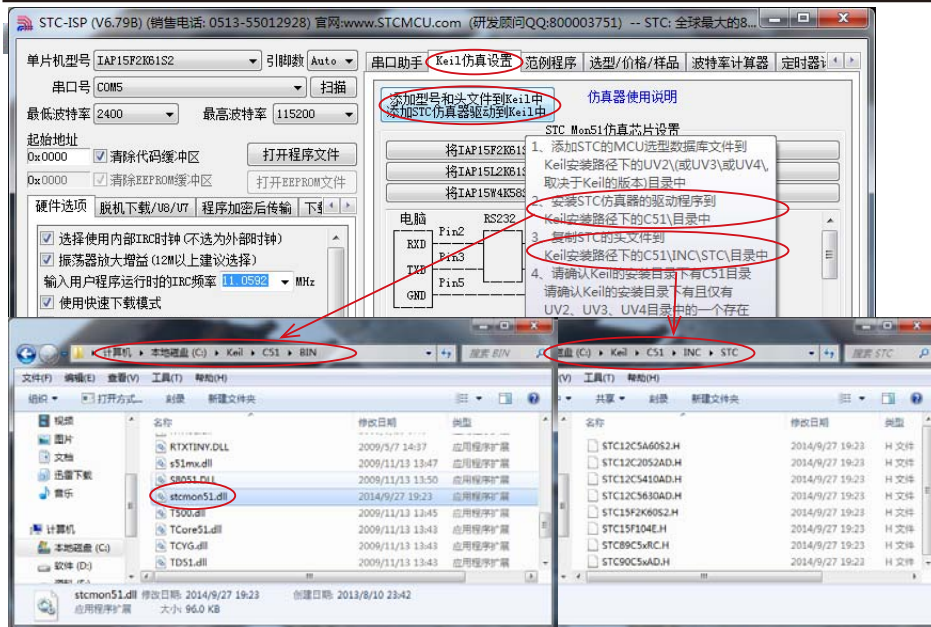 STC-ISP (V6.79B) (销售电话: 0513-55012928) 官网:www.STCMCU.com (研发顾问QQ:800003751) -- STC: 全球最大的8...
单片机型号 IAP15F2K61S2 引脚数 Auto
串口号 COM5 扫描
最低波特率 2400 最高波特率 115200
起始地址
0x0000 清除代码缓冲区 打开程序文件
0x0000 清除EEPROM缓冲区 打开EEPROM文件
硬件选项 脱机下载/U8/U7 程序加密后传输
选择使用内部IRC时钟(不选为外部时钟)
振荡器放大增益(12M以上建议选择)
输入用户程序运行时的IRC频率 11.0592 MHz
使用快速下载模式
串口助手 Keil仿真设置 范例程序 选型/价格/样品 波特率计算器 定时器
添加型号和头文件到Keil中
添加STC仿真器驱动到Keil中
仿真器使用说明
STC Mon51仿真芯片设置
将IAP15F2K61S
将IAP15L2K61S
将IAP15W4K58S
电脑 RS232
RXD Pin2
TXD Pin3
GND Pin5
1、添加STC的MCU选型数据库文件到
Keil安装路径下的UV2\(或UV3\或UV4\,
取决于Keil的版本)目录中
2、安装STC仿真器的驱动程序到
Keil安装路径下的C51\目录中
3、复制STC的头文件到
Keil安装路径下的C51\INC\STC\目录中
4、请确认Keil的安装目录下有C51目录
请确认Keil的安装目录下有且仅有
UV2、UV3、UV4目录中的一个存在
计算机 本地磁盘 (C:) Keil C51 BIN 搜索 BIN
文件(F) 编辑(E) 查看(V) 工具(T) 帮助(H)
组织 打开方式... 刻录 新建文件夹
视频
图片
文档
迅雷下载
音乐
计算机
本地磁盘 (C:)
软件 (D:)
名称 修改日期 类型
RTXTINY.DLL 2009/5/7 14:37 应用程序扩展
s51mx.dll 2009/11/13 13:47 应用程序扩展
S8051.DLL 2009/11/13 13:50 应用程序扩展
stcmon51.dll 2014/9/27 19:23 应用程序扩展
T500.dll 2009/11/13 13:45 应用程序扩展
TCore51.dll 2009/11/13 13:43 应用程序扩展
TCYG.dll 2009/11/13 13:43 应用程序扩展
TD51.dll 2009/11/13 13:43 应用程序扩展
stcmon51.dll 修改日期: 2014/9/27 19:23 创建日期: 2013/8/10 23:42
应用程序扩展 大小: 96.0 KB
磁盘 (C:) Keil C51 INC STC 搜索 STC
(V) 工具(T) 帮助(H)
共享 刻录 新建文件夹
名称 修改日期 类型
STC12C5A60S2.H 2014/9/27 19:23 H 文件
STC12C2052AD.H 2014/9/27 19:23 H 文件
STC12C5410AD.H 2014/9/27 19:23 H 文件
STC12C5630AD.H 2014/9/27 19:23 H 文件
STC15F2K60S2.H 2014/9/27 19:23 H 文件
STC15F104E.H 2014/9/27 19:23 H 文件
STC89C5xRC.H 2014/9/27 19:23 H 文件
STC90C5xAD.H 2014/9/27 19:23 H 文件